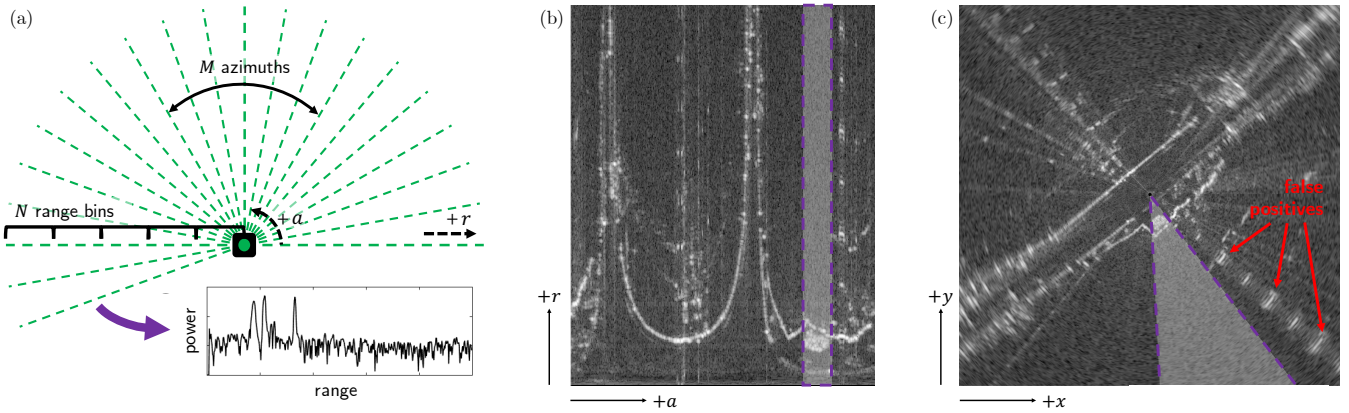 (a)
M azimuths
N range bins
+a
+r
power
range
(b)
+r
+a
(c)
false
positives
+y
+x